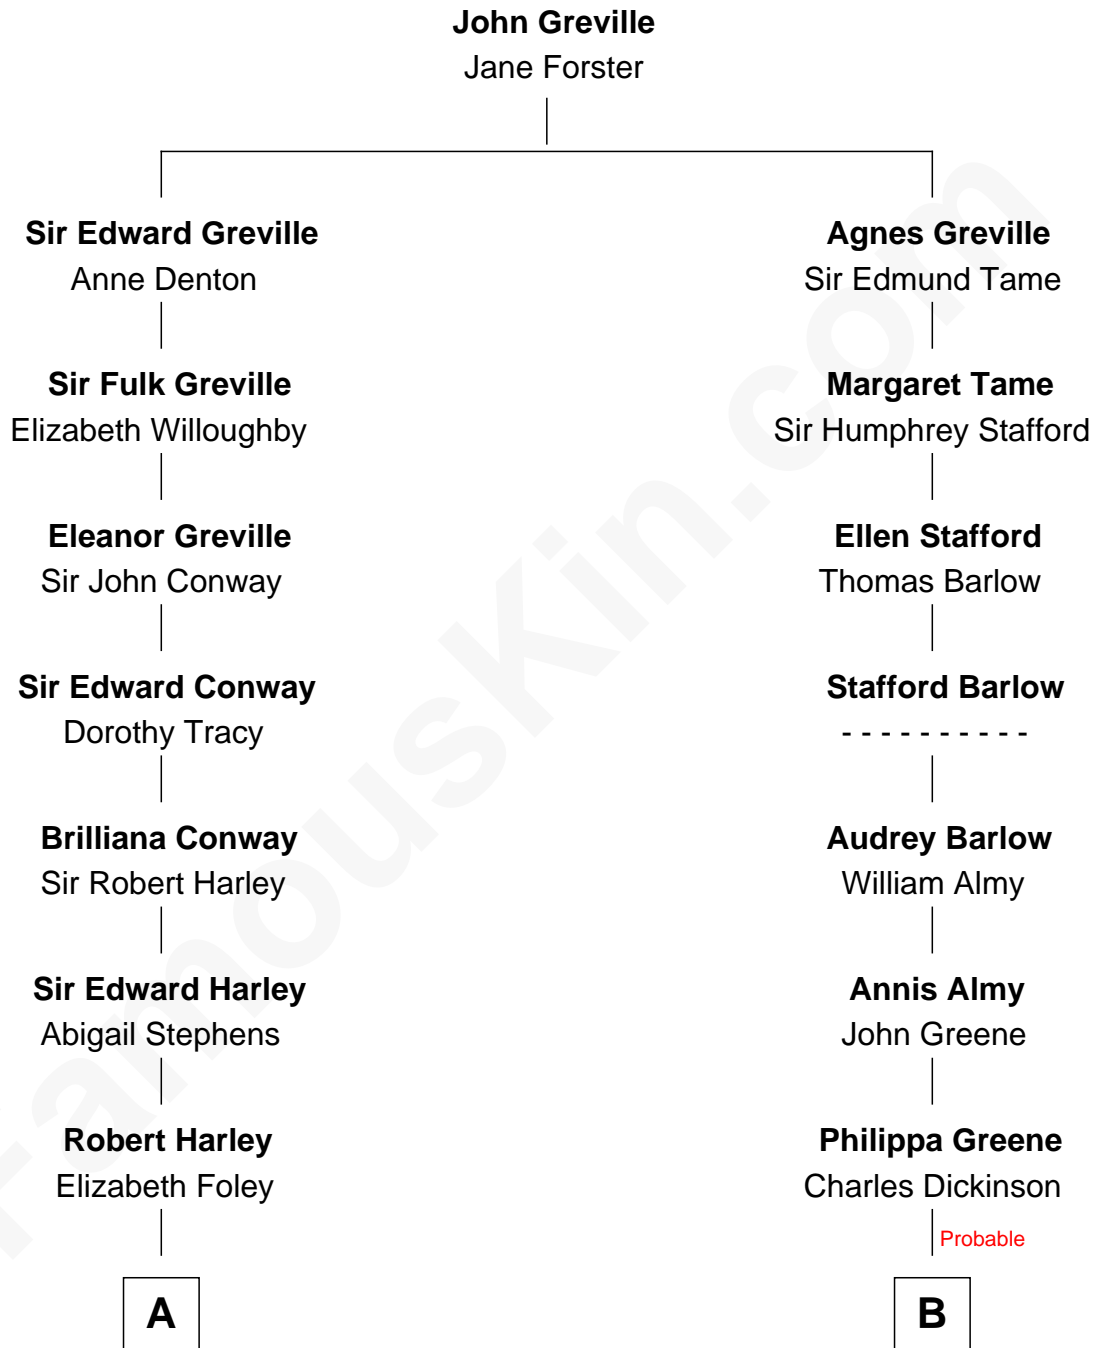 John Greville
Jane Forster
Sir Edward Greville
Anne Denton
Agnes Greville
Sir Edmund Tame
Sir Fulk Greville
Elizabeth Willoughby
Margaret Tame
Sir Humphrey Stafford
Eleanor Greville
Sir John Conway
Ellen Stafford
Thomas Barlow
Sir Edward Conway
Dorothy Tracy
Stafford Barlow
- - - - - - - - - -
Brilliana Conway
Sir Robert Harley
Audrey Barlow
William Almy
Sir Edward Harley
Abigail Stephens
Annis Almy
John Greene
Robert Harley
Elizabeth Foley
Philippa Greene
Charles Dickinson
Probable
A
B
FamousKin.com